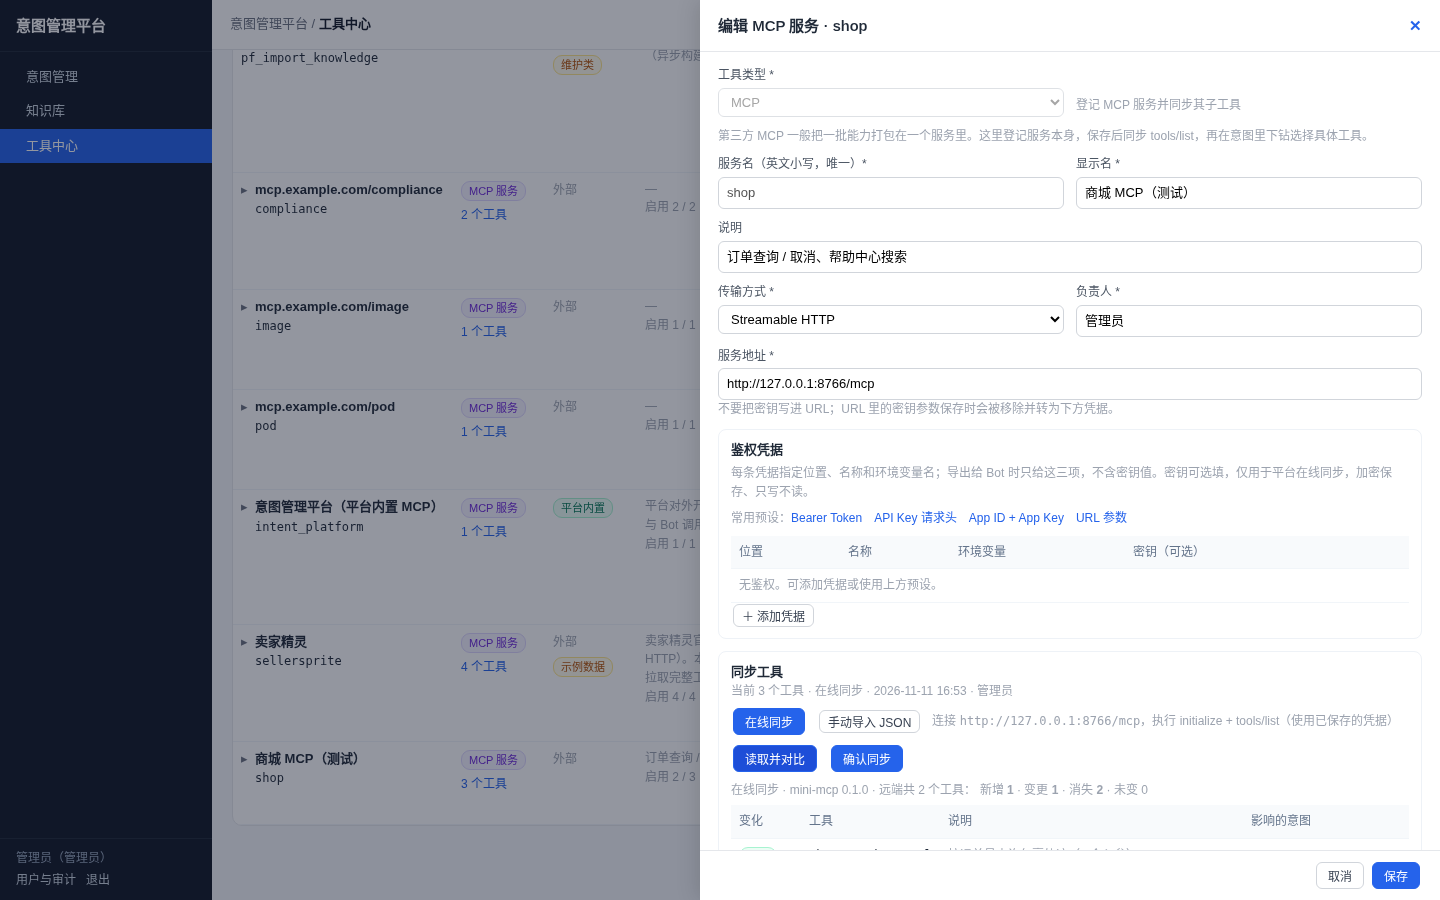 意图管理平台
意图管理
知识库
工具中心
管理员（管理员）
用户与审计 退出
意图管理平台 / 工具中心
pf_import_knowledge
维护类
（异步构建
▸ mcp.example.com/compliance
compliance
MCP 服务
2 个工具
外部
—
启用 2 / 2
▸ mcp.example.com/image
image
MCP 服务
1 个工具
外部
—
启用 1 / 1
▸ mcp.example.com/pod
pod
MCP 服务
1 个工具
外部
—
启用 1 / 1
▸ 意图管理平台（平台内置 MCP）
intent_platform
MCP 服务
1 个工具
平台内置
平台对外开
与 Bot 调用
启用 1 / 1
▸ 卖家精灵
sellersprite
MCP 服务
4 个工具
外部
示例数据
卖家精灵官
HTTP）。本
拉取完整工
启用 4 / 4
▸ 商城 MCP（测试）
shop
MCP 服务
3 个工具
外部
订单查询 /
启用 2 / 3
编辑 MCP 服务 · shop
✕
工具类型 *
MCP
登记 MCP 服务并同步其子工具
第三方 MCP 一般把一批能力打包在一个服务里。这里登记服务本身，保存后同步 tools/list，再在意图里下钻选择具体工具。
服务名（英文小写，唯一）*
shop
显示名 *
商城 MCP（测试）
说明
订单查询 / 取消、帮助中心搜索
传输方式 *
Streamable HTTP
负责人 *
管理员
服务地址 *
http://127.0.0.1:8766/mcp
不要把密钥写进 URL；URL 里的密钥参数保存时会被移除并转为下方凭据。
鉴权凭据
每条凭据指定位置、名称和环境变量名；导出给 Bot 时只给这三项，不含密钥值。密钥可选填，仅用于平台在线同步，加密保
存、只写不读。
常用预设：Bearer Token API Key 请求头 App ID + App Key URL 参数
位置 名称 环境变量 密钥（可选）
无鉴权。可添加凭据或使用上方预设。
＋ 添加凭据
同步工具
当前 3 个工具 · 在线同步 · 2026-11-11 16:53 · 管理员
在线同步 手动导入 JSON 连接 http://127.0.0.1:8766/mcp，执行 initialize + tools/list（使用已保存的凭据）
读取并对比 确认同步
在线同步 · mini-mcp 0.1.0 · 远端共 2 个工具： 新增 1 · 变更 1 · 消失 2 · 未变 0
变化 工具 说明 影响的意图
取消 保存